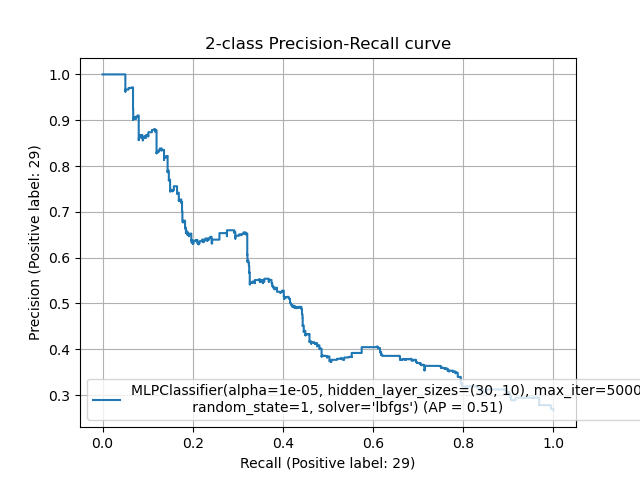 2-class Precision-Recall curve
1.0
0.9
0.8
0.7
0.6
0.5
0.4
0.3
Precision (Positive label: 29)
MLPClassifier(alpha=1e-05, hidden_layer_sizes=(30, 10), max_iter=5000
random_state=1, solver='lbfgs') (AP = 0.51)
0.0 0.2 0.4 0.6 0.8 1.0
Recall (Positive label: 29)